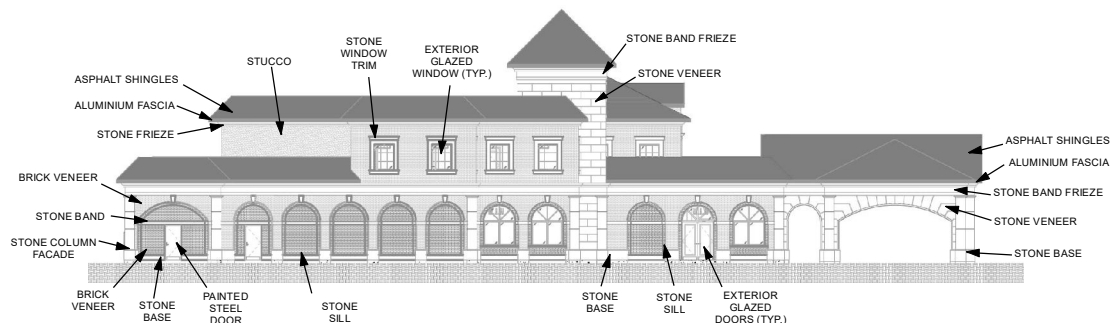 STONE BAND FRIEZE
STONE
WINDOW
TRIM
EXTERIOR
GLAZED
WINDOW (TYP.)
STUCCO
STONE VENEER
ASPHALT SHINGLES
ALUMINIUM FASCIA
STONE FRIEZE
ASPHALT SHINGLES
ALUMINIUM FASCIA
BRICK VENEER
STONE BAND FRIEZE
STONE BAND
STONE VENEER
STONE COLUMN
FACADE
STONE BASE
BRICK
VENEER
STONE
BASE
PAINTED
STEEL
DOOR
STONE
SILL
STONE
BASE
STONE
SILL
EXTERIOR
GLAZED
DOORS (TYP.)